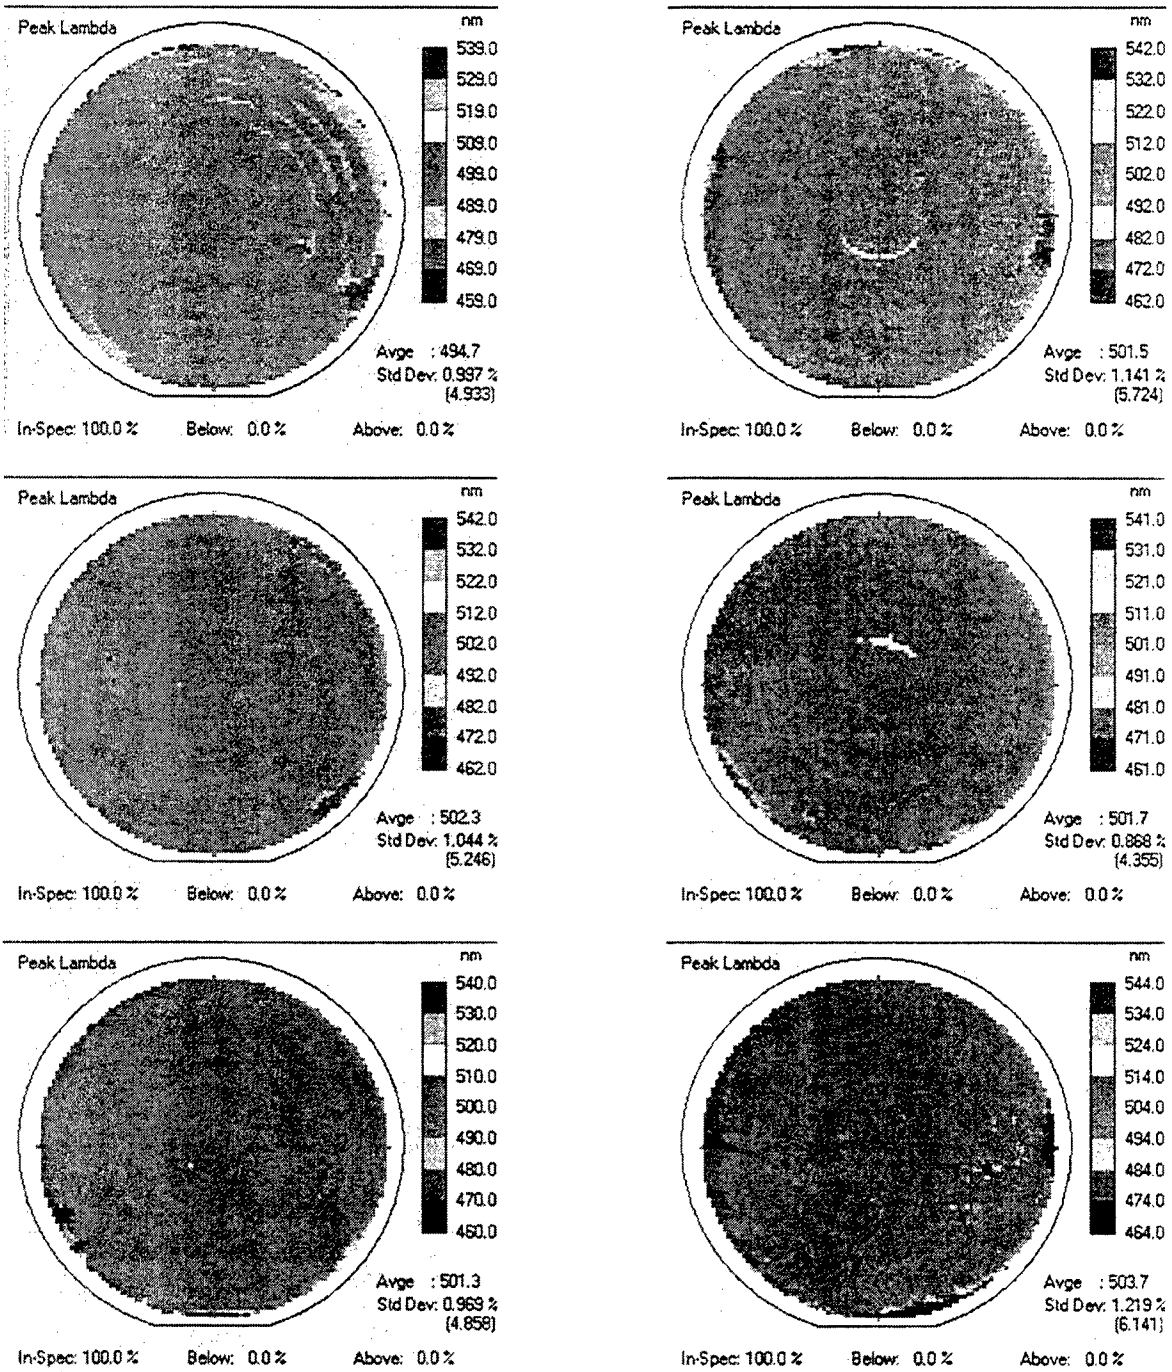 Peak Lambda
nm
539.0
529.0
519.0
509.0
499.0
489.0
479.0
469.0
459.0
Avge : 494.7
Std Dev: 0.997 %
(4.933)
In-Spec: 100.0 % Below: 0.0 % Above: 0.0 %
Peak Lambda
nm
542.0
532.0
522.0
512.0
502.0
492.0
482.0
472.0
462.0
Avge : 501.5
Std Dev: 1.141 %
(5.724)
In-Spec: 100.0 % Below: 0.0 % Above: 0.0 %
Peak Lambda
nm
542.0
532.0
522.0
512.0
502.0
492.0
482.0
472.0
462.0
Avge : 502.3
Std Dev: 1.044 %
(5.246)
In-Spec: 100.0 % Below: 0.0 % Above: 0.0 %
Peak Lambda
nm
541.0
531.0
521.0
511.0
501.0
491.0
481.0
471.0
461.0
Avge : 501.7
Std Dev: 0.868 %
(4.355)
In-Spec: 100.0 % Below: 0.0 % Above: 0.0 %
Peak Lambda
nm
540.0
530.0
520.0
510.0
500.0
490.0
480.0
470.0
460.0
Avge : 501.3
Std Dev: 0.969 %
(4.858)
In-Spec: 100.0 % Below: 0.0 % Above: 0.0 %
Peak Lambda
nm
544.0
534.0
524.0
514.0
504.0
494.0
484.0
474.0
464.0
Avge : 503.7
Std Dev: 1.219 %
(6.141)
In-Spec: 100.0 % Below: 0.0 % Above: 0.0 %